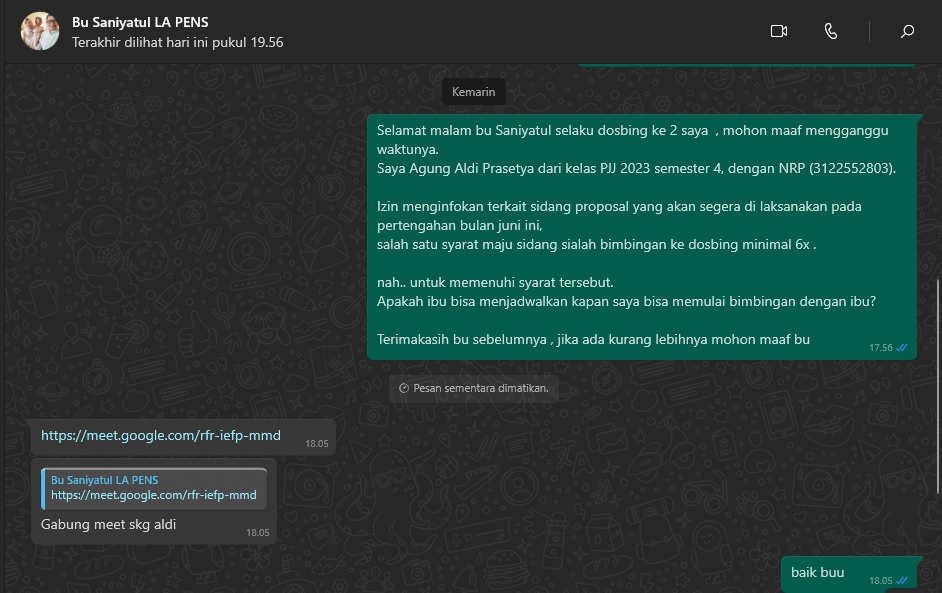 Bu Saniyatul LA PENS
Terakhir dilihat hari ini pukul 19.56
Kemarin
Selamat malam bu Saniyatul selaku dosbing ke 2 saya  , mohon maaf mengganggu
waktunya.
Saya Agung Aldi Prasetya dari kelas PJJ 2023 semester 4, dengan NRP (3122552803).
Izin menginfokan terkait sidang proposal yang akan segera di laksanakan pada
pertengahan bulan juni ini,
salah satu syarat maju sidang sialah bimbingan ke dosbing minimal 6x .
nah.. untuk memenuhi syarat tersebut.
Apakah ibu bisa menjadwalkan kapan saya bisa memulai bimbingan dengan ibu?
Terimakasih bu sebelumnya , jika ada kurang lebihnya mohon maaf bu
17.56
Pesan sementara dimatikan.
https://meet.google.com/rfr-iefp-mmd
18.05
Bu Saniyatul LA PENS
https://meet.google.com/rfr-iefp-mmd
Gabung meet skg aldi
18.05
baik buu
18.05